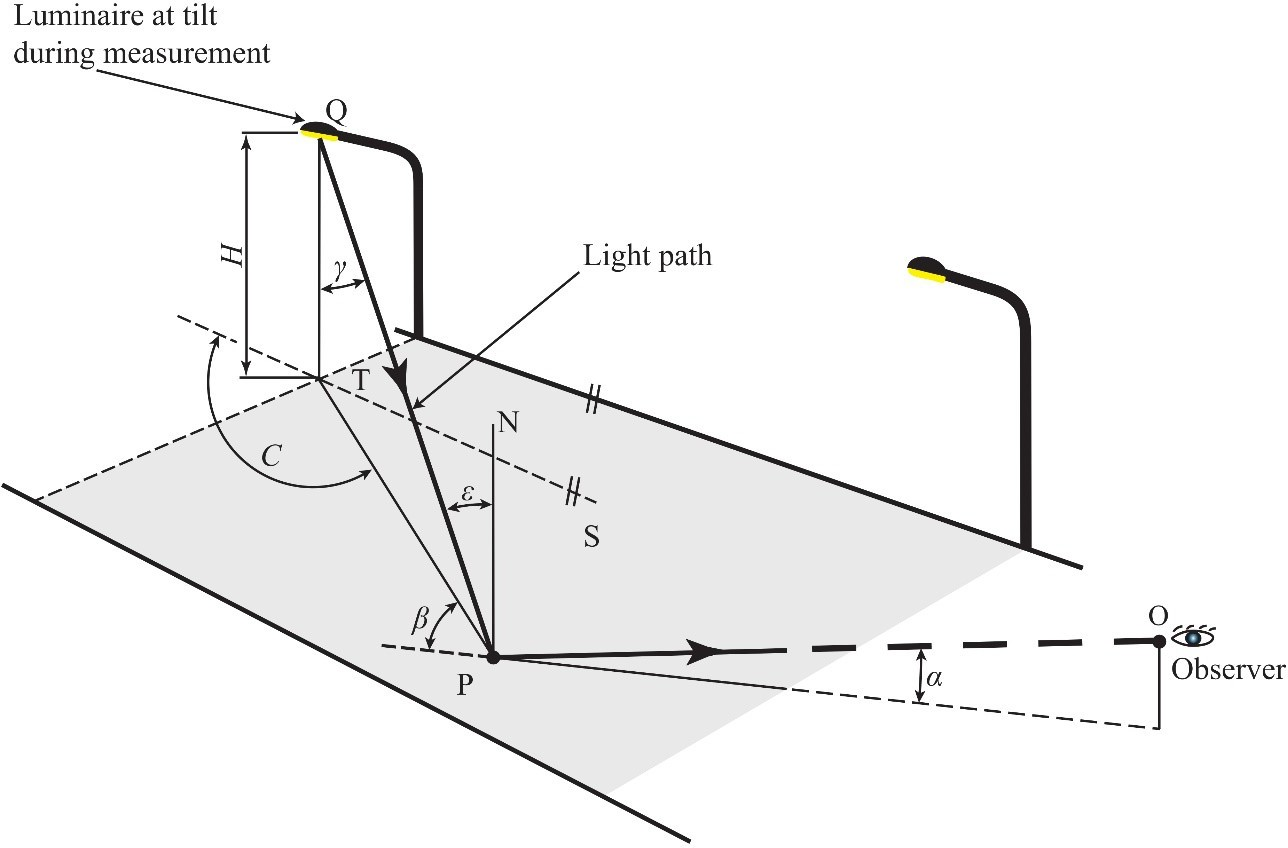 Luminaire at tilt
during measurement
Q
H
γ
Light path
T
N
C
ε
S
β
O
P
α
Observer